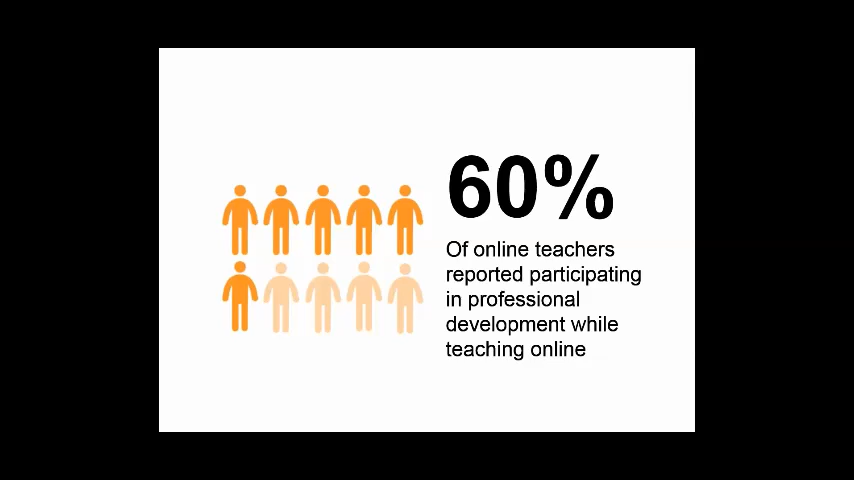 60%
Of online teachers
reported participating
in professional
development while
teaching online